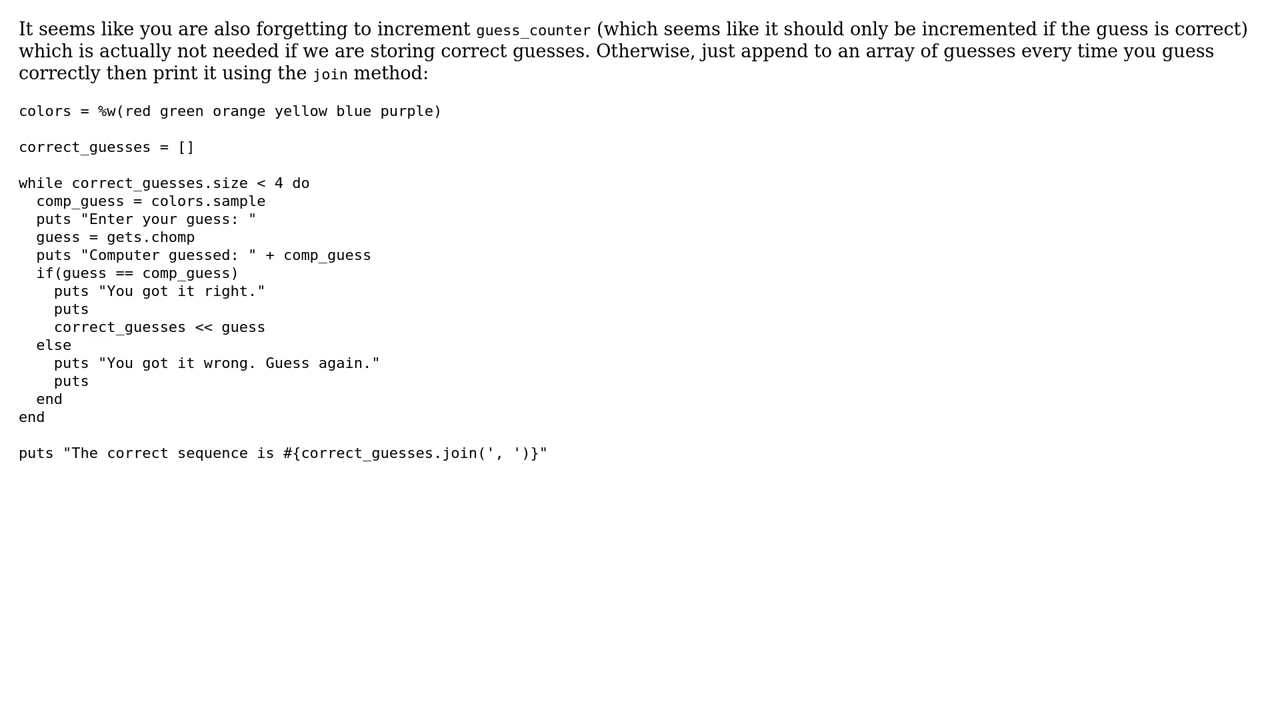 It seems like you are also forgetting to increment guess_counter (which seems like it should only be incremented if the guess is correct)
which is actually not needed if we are storing correct guesses. Otherwise, just append to an array of guesses every time you guess
correctly then print it using the join method:
colors = %w(red green orange yellow blue purple)
correct_guesses = []
while correct_guesses.size < 4 do
  comp_guess = colors.sample
  puts "Enter your guess: "
  guess = gets.chomp
  puts "Computer guessed: " + comp_guess
  if(guess == comp_guess)
    puts "You got it right."
    puts
    correct_guesses << guess
  else
    puts "You got it wrong. Guess again."
    puts
  end
end
puts "The correct sequence is #{correct_guesses.join(', ')}"